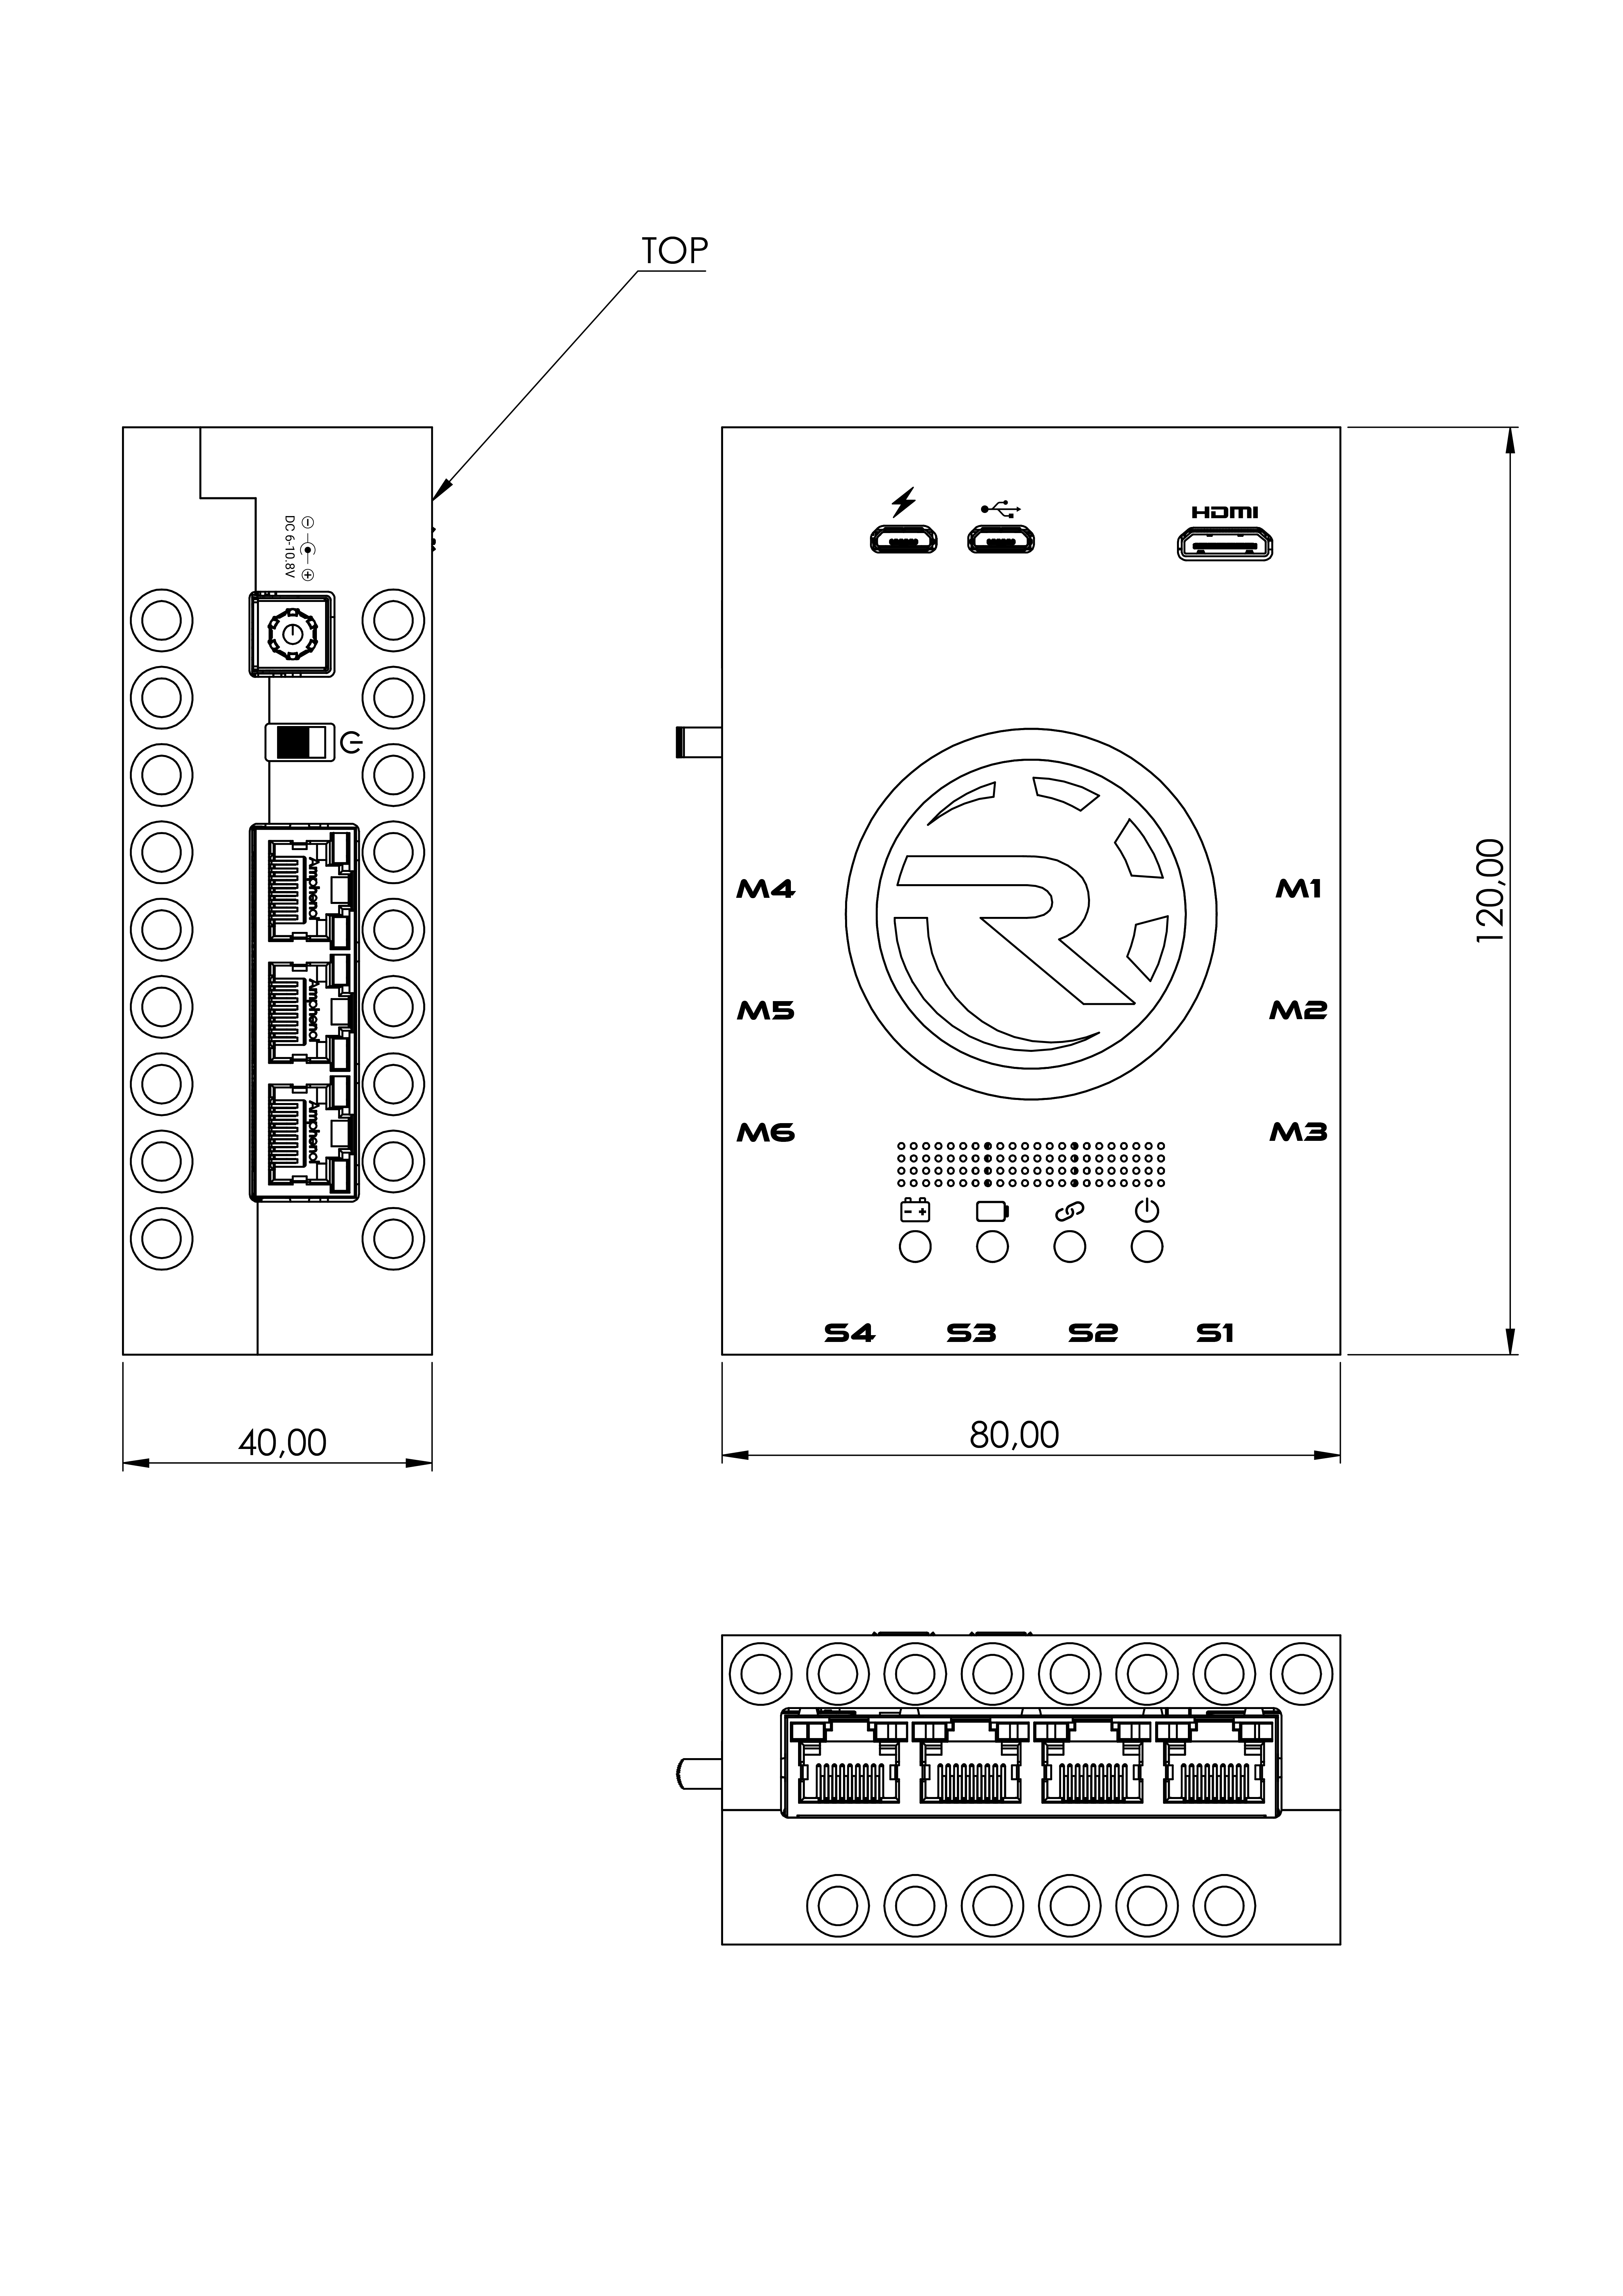 TOP
DC 6-10.8V
HDMI
Amphenol
Amphenol
Amphenol
M4
M1
120,00
M5
M2
M6
M3
S4 S3 S2 S1
40,00
80,00